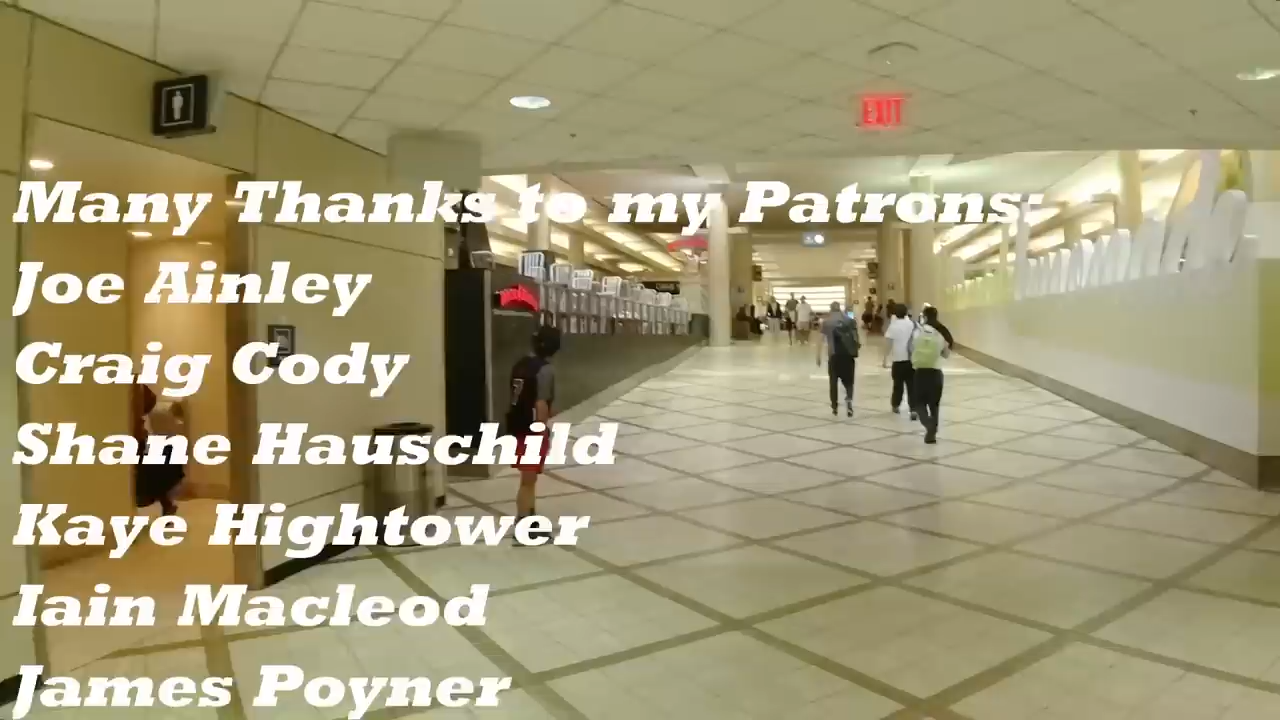 EXIT
Many Thanks to my Patrons:
Joe Ainley
Craig Cody
Shane Hauschild
Kaye Hightower
Iain Macleod
James Poyner